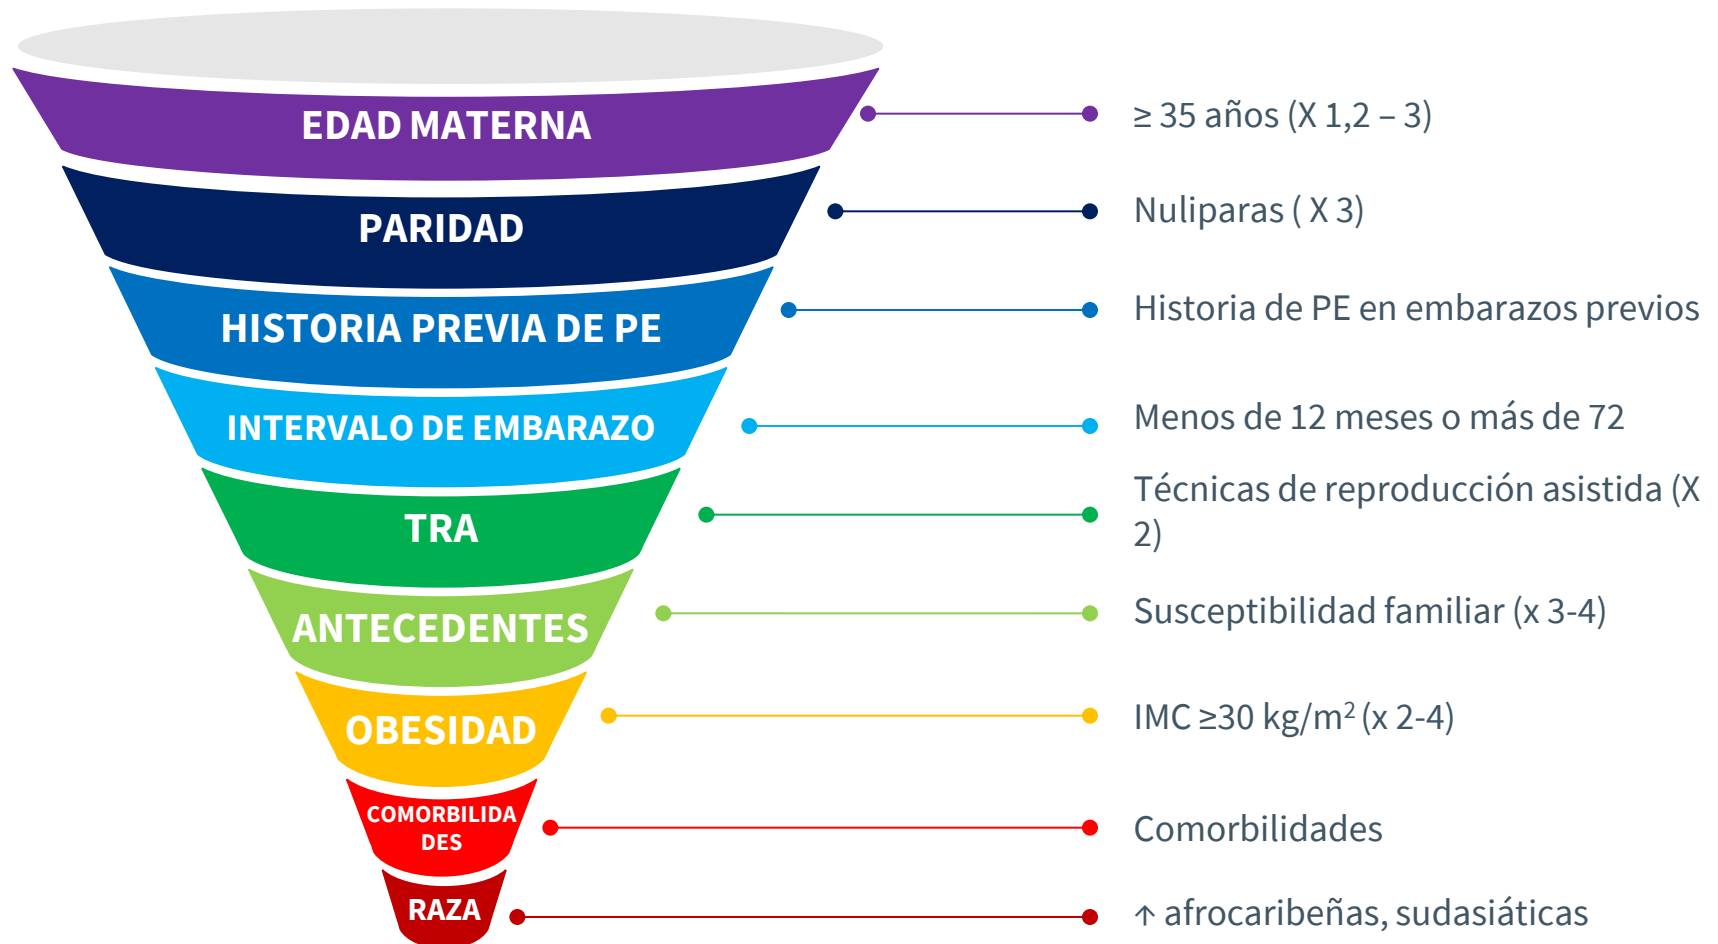 EDAD MATERNA
≥ 35 años (X 1,2 – 3)
PARIDAD
Nuliparas ( X 3)
HISTORIA PREVIA DE PE
Historia de PE en embarazos previos
INTERVALO DE EMBARAZO
Menos de 12 meses o más de 72
TRA
Técnicas de reproducción asistida (X
2)
ANTECEDENTES
Susceptibilidad familiar (x 3-4)
OBESIDAD
IMC ≥30 kg/m² (x 2-4)
COMORBILIDA
DES
Comorbilidades
RAZA
↑ afrocaribeñas, sudasiáticas